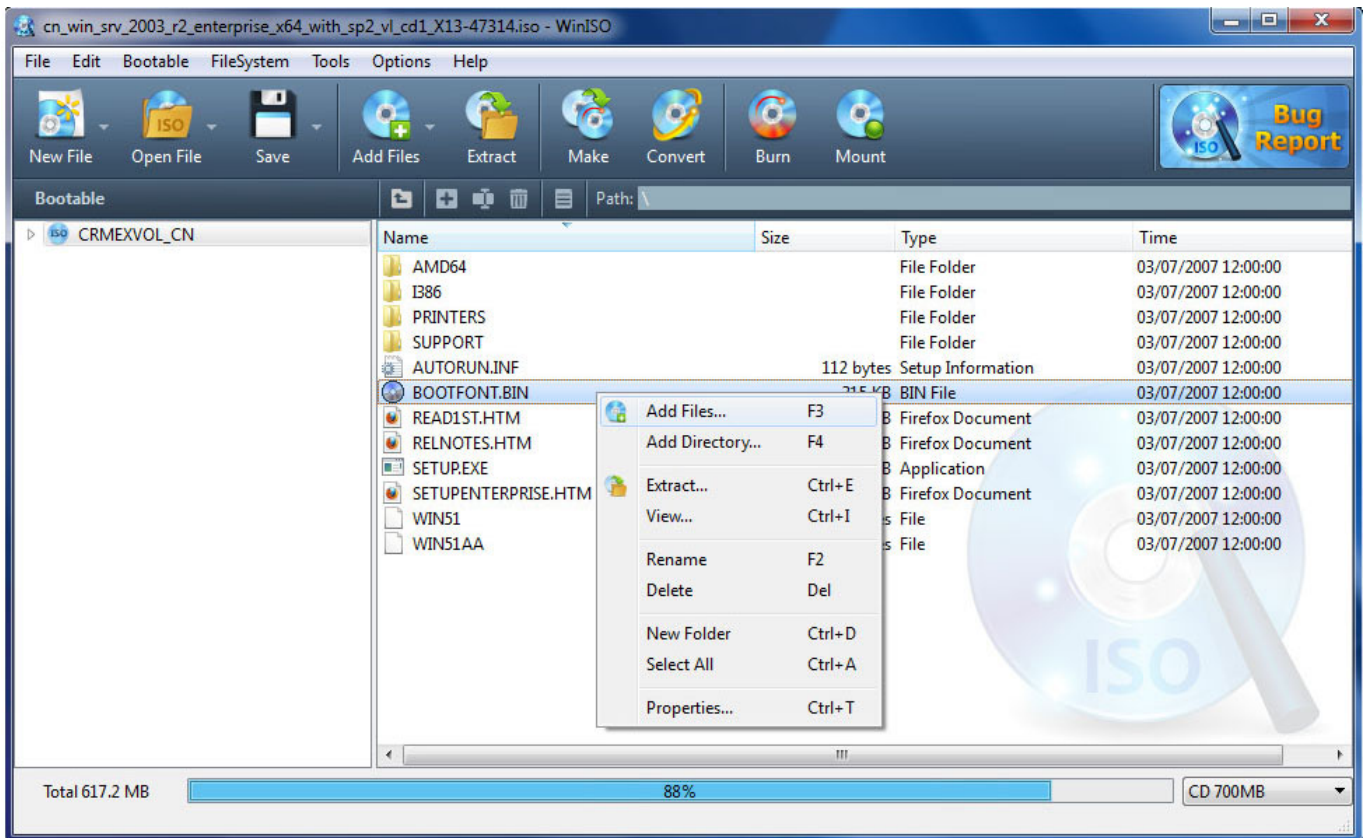 cn_win_srv_2003_r2_enterprise_x64_with_sp2_vl_cd1_X13-47314.iso - WinISO
File Edit Bootable FileSystem Tools Options Help
ISO
New File Open File Save Add Files Extract Make Convert Burn Mount
ISO Bug Report
Bootable Path: \
ISO CRMEXVOL_CN
Name Size Type Time
AMD64 File Folder 03/07/2007 12:00:00
I386 File Folder 03/07/2007 12:00:00
PRINTERS File Folder 03/07/2007 12:00:00
SUPPORT File Folder 03/07/2007 12:00:00
AUTORUN.INF 112 bytes Setup Information 03/07/2007 12:00:00
BOOTFONT.BIN 315 KB BIN File 03/07/2007 12:00:00
READ1ST.HTM B Firefox Document 03/07/2007 12:00:00
RELNOTES.HTM B Firefox Document 03/07/2007 12:00:00
SETUP.EXE B Application 03/07/2007 12:00:00
SETUPENTERPRISE.HTM B Firefox Document 03/07/2007 12:00:00
WIN51 s File 03/07/2007 12:00:00
WIN51AA s File 03/07/2007 12:00:00
Add Files... F3
Add Directory... F4
Extract... Ctrl+E
View... Ctrl+I
Rename F2
Delete Del
New Folder Ctrl+D
Select All Ctrl+A
Properties... Ctrl+T
ISO
Total 617.2 MB 88% CD 700MB